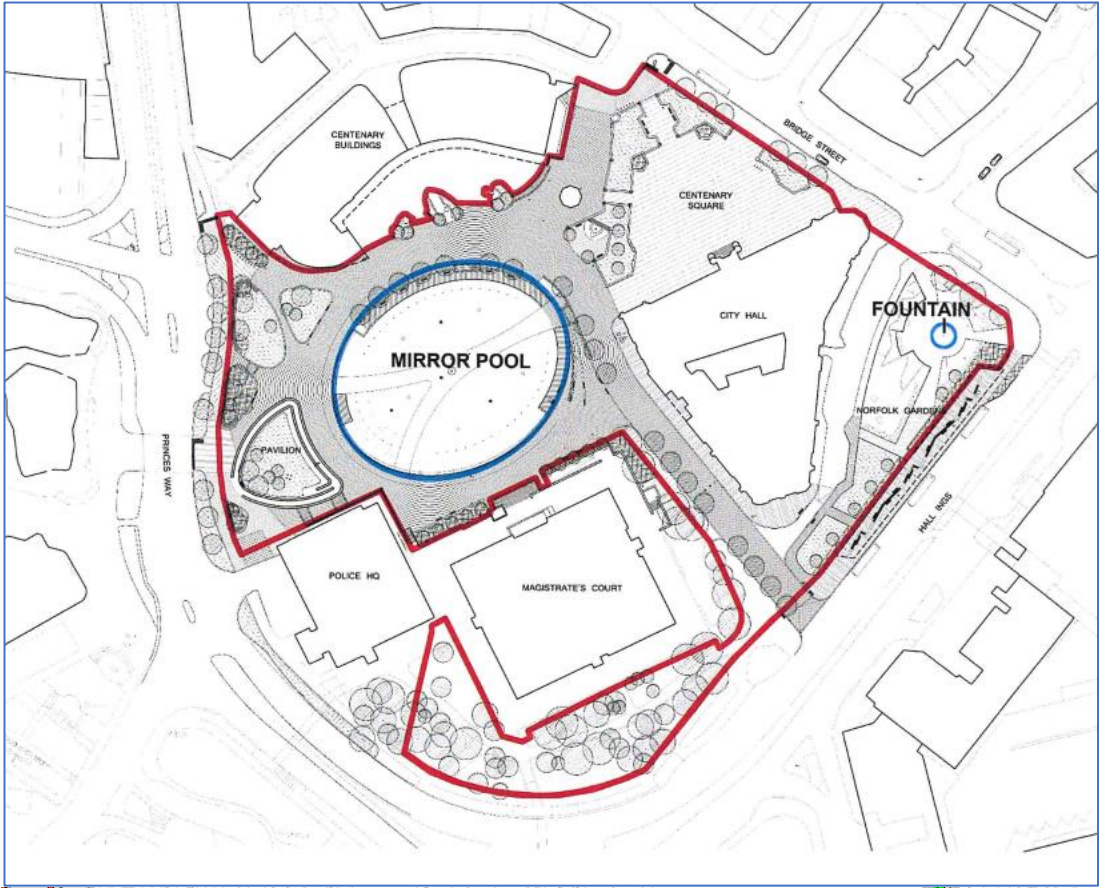 CENTENARY
BUILDINGS
BRIDGE STREET
CENTENARY
SQUARE
CITY HALL
FOUNTAIN
MIRROR POOL
NORFOLK GARDENS
PAVILION
PRINCES WAY
HALL INGS
POLICE HQ
MAGISTRATE'S COURT